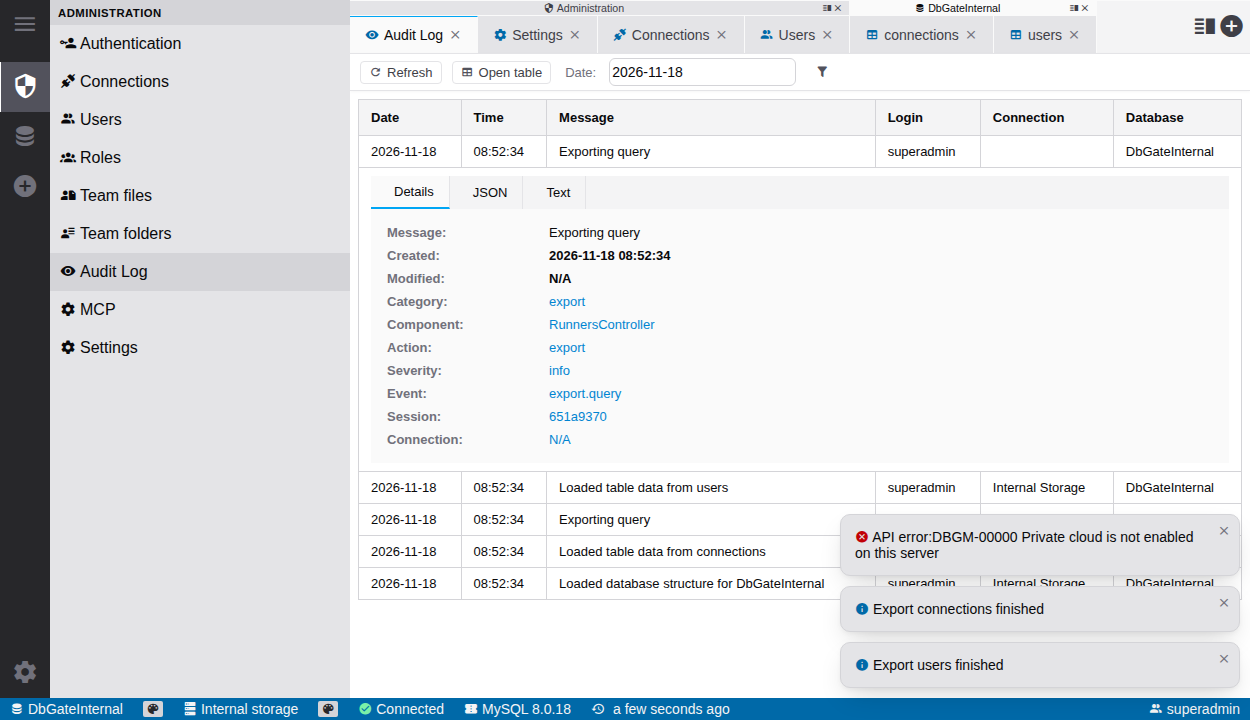 ADMINISTRATION
Authentication
Connections
Users
Roles
Team files
Team folders
Audit Log
MCP
Settings
Administration
DbGateInternal
Audit Log
Settings
Connections
Users
connections
users
Refresh
Open table
Date:
2026-11-18
Date Time Message Login Connection Database
2026-11-18 08:52:34 Exporting query superadmin DbGateInternal
Details JSON Text
Message: Exporting query
Created: 2026-11-18 08:52:34
Modified: N/A
Category: export
Component: RunnersController
Action: export
Severity: info
Event: export.query
Session: 651a9370
Connection: N/A
2026-11-18 08:52:34 Loaded table data from users superadmin Internal Storage DbGateInternal
2026-11-18 08:52:34 Exporting query
2026-11-18 08:52:34 Loaded table data from connections
2026-11-18 08:52:34 Loaded database structure for DbGateInternal superadmin Internal Storage DbGateInternal
API error:DBGM-00000 Private cloud is not enabled
on this server
Export connections finished
Export users finished
DbGateInternal Internal storage Connected MySQL 8.0.18 a few seconds ago superadmin